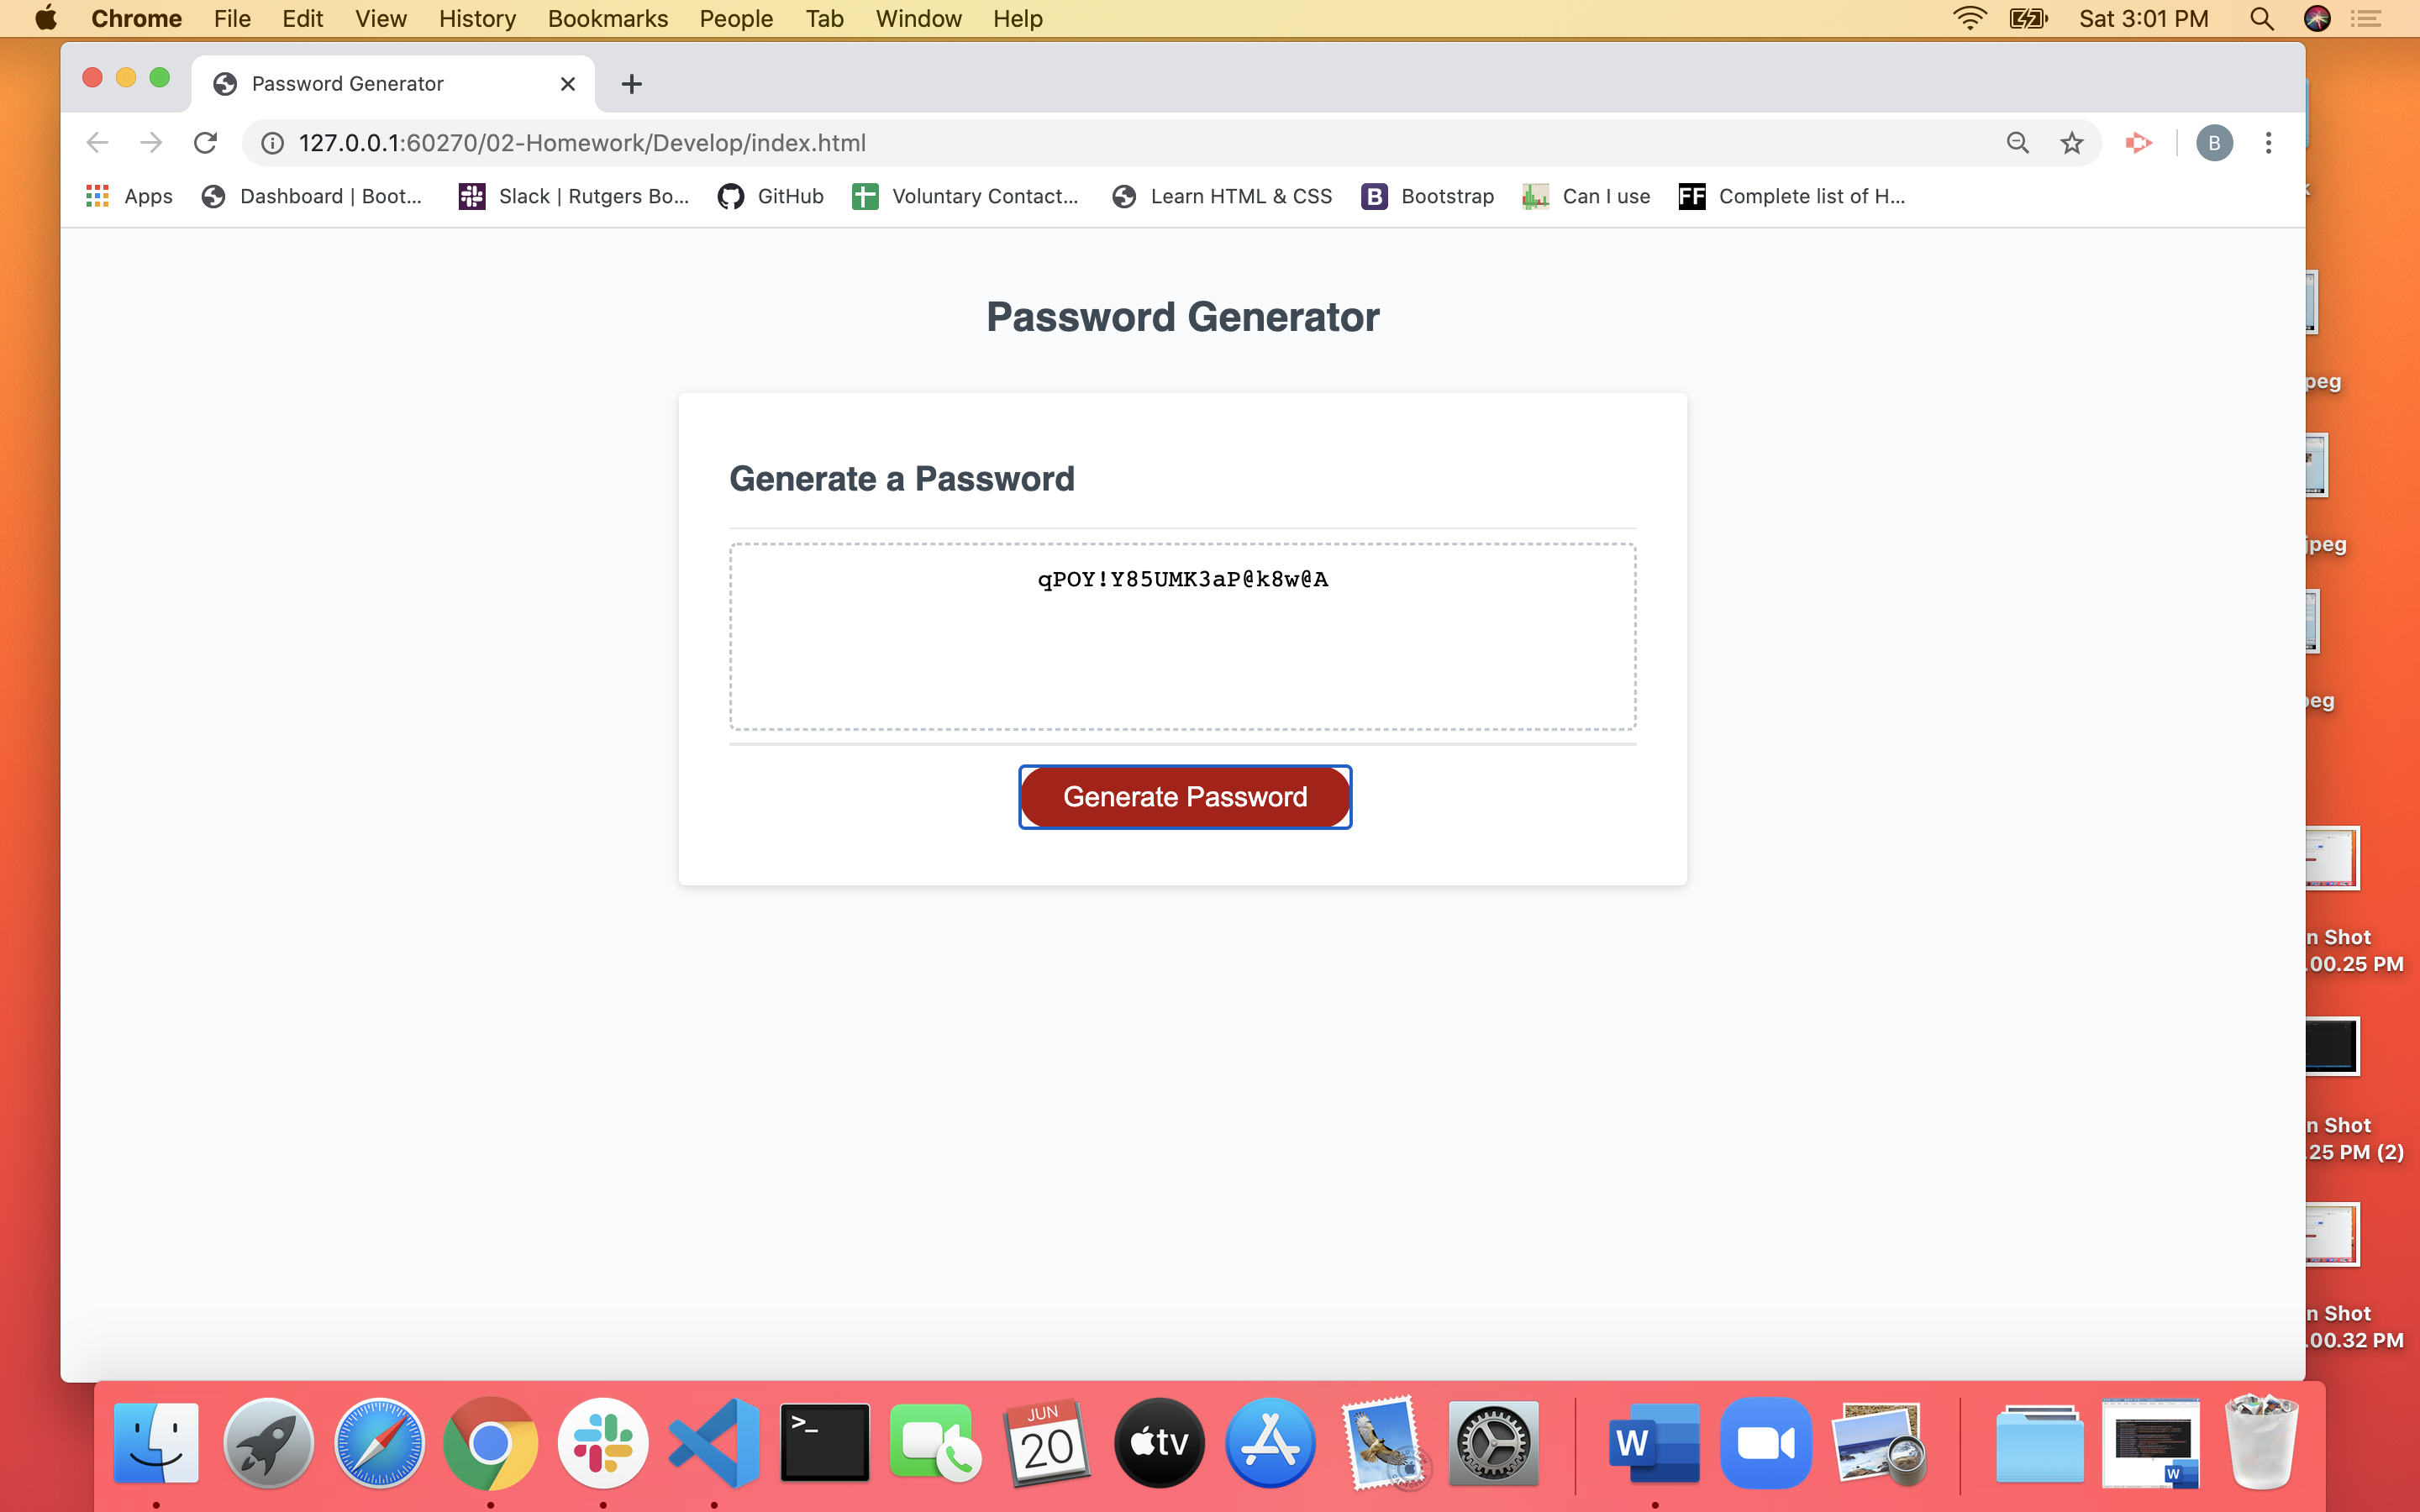 Chrome File Edit View History Bookmarks People Tab Window Help Sat 3:01 PM
Password Generator
127.0.0.1:60270/02-Homework/Develop/index.html B
Apps Dashboard | Boot... Slack | Rutgers Bo... GitHub Voluntary Contact... Learn HTML & CSS B Bootstrap Can I use FF Complete list of H...
Password Generator
peg
Generate a Password
jpeg
qPOY!Y85UMK3aP@k8w@A
peg
Generate Password
n Shot
.00.25 PM
n Shot
.25 PM (2)
n Shot
.00.32 PM
>_
JUN
20
tv
W
W